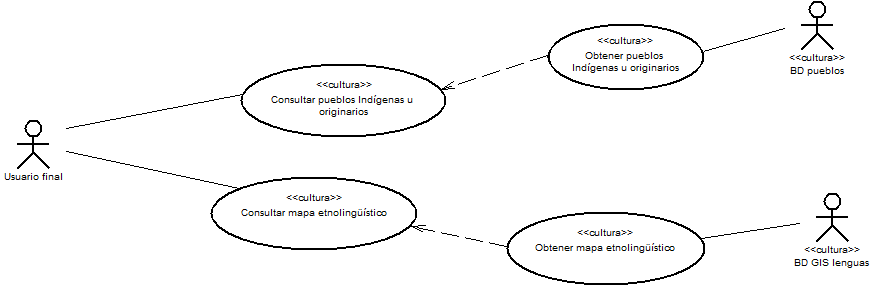 <<cultura>>
Obtener pueblos
Indígenas u originarios
<<cultura>>
BD pueblos
<<cultura>>
Consultar pueblos Indígenas u
originarios
Usuario final
<<cultura>>
Consultar mapa etnolingüístico
<<cultura>>
Obtener mapa etnolingüístico
<<cultura>>
BD GIS lenguas